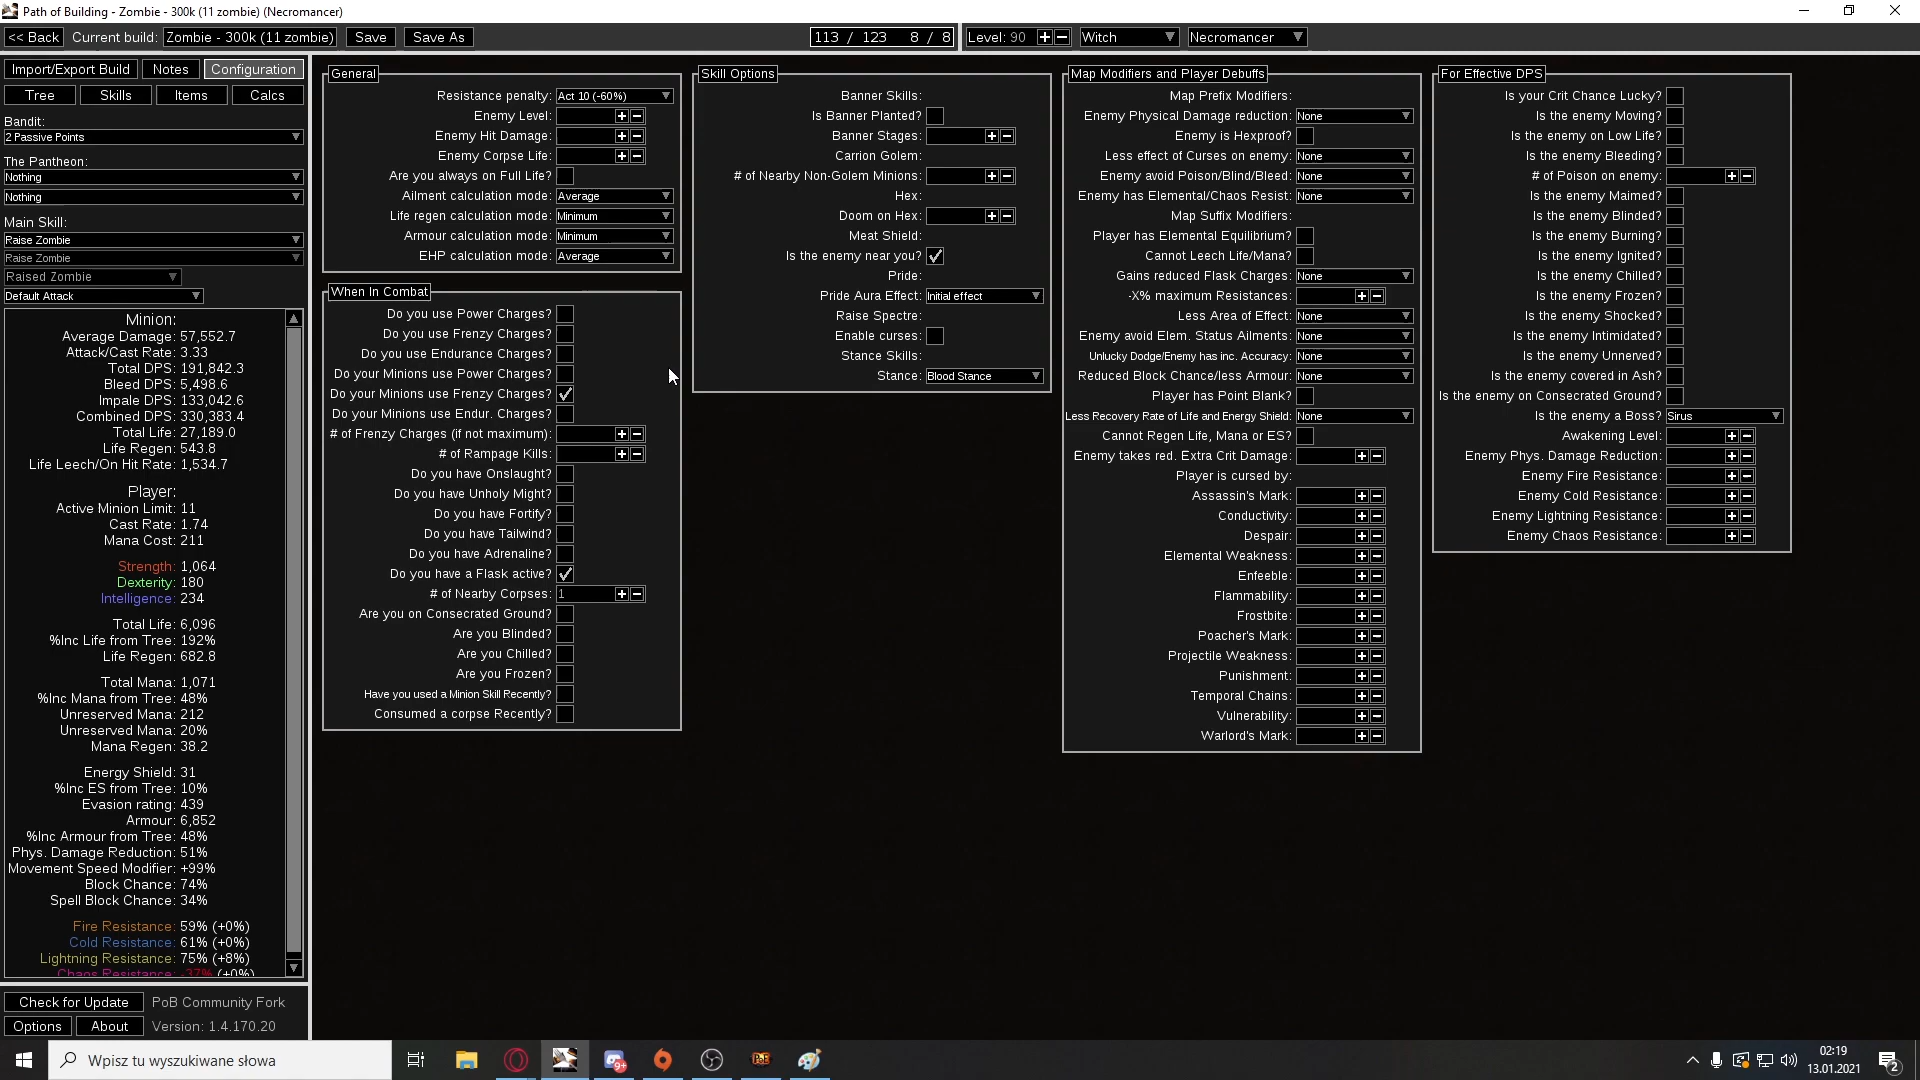 Path of Building - Zombie - 300k (11 zombie) (Necromancer)
<< Back Current build: Zombie - 300k (11 zombie) Save Save As 113 / 123 8 / 8 Level: 90 Witch Necromancer
Import/Export Build Notes Configuration
Tree Skills Items Calcs
Bandit:
2 Passive Points
The Pantheon:
Nothing
Nothing
Main Skill:
Raise Zombie
Raise Zombie
Raised Zombie
Default Attack
Minion:
Average Damage: 57,552.7
Attack/Cast Rate: 3.33
Total DPS: 191,842.3
Bleed DPS: 5,498.6
Impale DPS: 133,042.6
Combined DPS: 330,383.4
Total Life: 27,189.0
Life Regen: 543.8
Life Leech/On Hit Rate: 1,534.7
Player:
Active Minion Limit: 11
Cast Rate: 1.74
Mana Cost: 211
Strength: 1,064
Dexterity: 180
Intelligence: 234
Total Life: 6,096
%Inc Life from Tree: 192%
Life Regen: 682.8
Total Mana: 1,071
%Inc Mana from Tree: 48%
Unreserved Mana: 212
Unreserved Mana: 20%
Mana Regen: 38.2
Energy Shield: 31
%Inc ES from Tree: 10%
Evasion rating: 439
Armour: 6,852
%Inc Armour from Tree: 48%
Phys. Damage Reduction: 51%
Movement Speed Modifier: +99%
Block Chance: 74%
Spell Block Chance: 34%
Fire Resistance: 59% (+0%)
Cold Resistance: 61% (+0%)
Lightning Resistance: 75% (+8%)
Chaos Resistance: -37% (+0%)
Check for Update PoB Community Fork
Options About Version: 1.4.170.20
General
Resistance penalty: Act 10 (-60%)
Enemy Level:
Enemy Hit Damage:
Enemy Corpse Life:
Are you always on Full Life?
Ailment calculation mode: Average
Life regen calculation mode: Minimum
Armour calculation mode: Minimum
EHP calculation mode: Average
When In Combat
Do you use Power Charges?
Do you use Frenzy Charges?
Do you use Endurance Charges?
Do your Minions use Power Charges?
Do your Minions use Frenzy Charges?
Do your Minions use Endur. Charges?
# of Frenzy Charges (if not maximum):
# of Rampage Kills:
Do you have Onslaught?
Do you have Unholy Might?
Do you have Fortify?
Do you have Tailwind?
Do you have Adrenaline?
Do you have a Flask active?
# of Nearby Corpses: 1
Are you on Consecrated Ground?
Are you Blinded?
Are you Chilled?
Are you Frozen?
Have you used a Minion Skill Recently?
Consumed a corpse Recently?
Skill Options
Banner Skills:
Is Banner Planted?
Banner Stages:
Carrion Golem:
# of Nearby Non-Golem Minions:
Hex:
Doom on Hex:
Meat Shield:
Is the enemy near you?
Pride:
Pride Aura Effect: Initial effect
Raise Spectre:
Enable curses:
Stance Skills:
Stance: Blood Stance
Map Modifiers and Player Debuffs
Map Prefix Modifiers:
Enemy Physical Damage reduction: None
Enemy is Hexproof?
Less effect of Curses on enemy: None
Enemy avoid Poison/Blind/Bleed: None
Enemy has Elemental/Chaos Resist: None
Map Suffix Modifiers:
Player has Elemental Equilibrium?
Cannot Leech Life/Mana?
Gains reduced Flask Charges: None
-X% maximum Resistances:
Less Area of Effect: None
Enemy avoid Elem. Status Ailments: None
Unlucky Dodge/Enemy has inc. Accuracy: None
Reduced Block Chance/less Armour: None
Player has Point Blank?
Less Recovery Rate of Life and Energy Shield: None
Cannot Regen Life, Mana or ES?
Enemy takes red. Extra Crit Damage:
Player is cursed by:
Assassin's Mark:
Conductivity:
Despair:
Elemental Weakness:
Enfeeble:
Flammability:
Frostbite:
Poacher's Mark:
Projectile Weakness:
Punishment:
Temporal Chains:
Vulnerability:
Warlord's Mark:
For Effective DPS
Is your Crit Chance Lucky?
Is the enemy Moving?
Is the enemy on Low Life?
Is the enemy Bleeding?
# of Poison on enemy:
Is the enemy Maimed?
Is the enemy Blinded?
Is the enemy Burning?
Is the enemy Ignited?
Is the enemy Chilled?
Is the enemy Frozen?
Is the enemy Shocked?
Is the enemy Intimidated?
Is the enemy Unnerved?
Is the enemy covered in Ash?
Is the enemy on Consecrated Ground?
Is the enemy a Boss? Sirus
Awakening Level:
Enemy Phys. Damage Reduction:
Enemy Fire Resistance:
Enemy Cold Resistance:
Enemy Lightning Resistance:
Enemy Chaos Resistance:
Wpisz tu wyszukiwane słowa
9+
PoE
02:19
13.01.2021
2